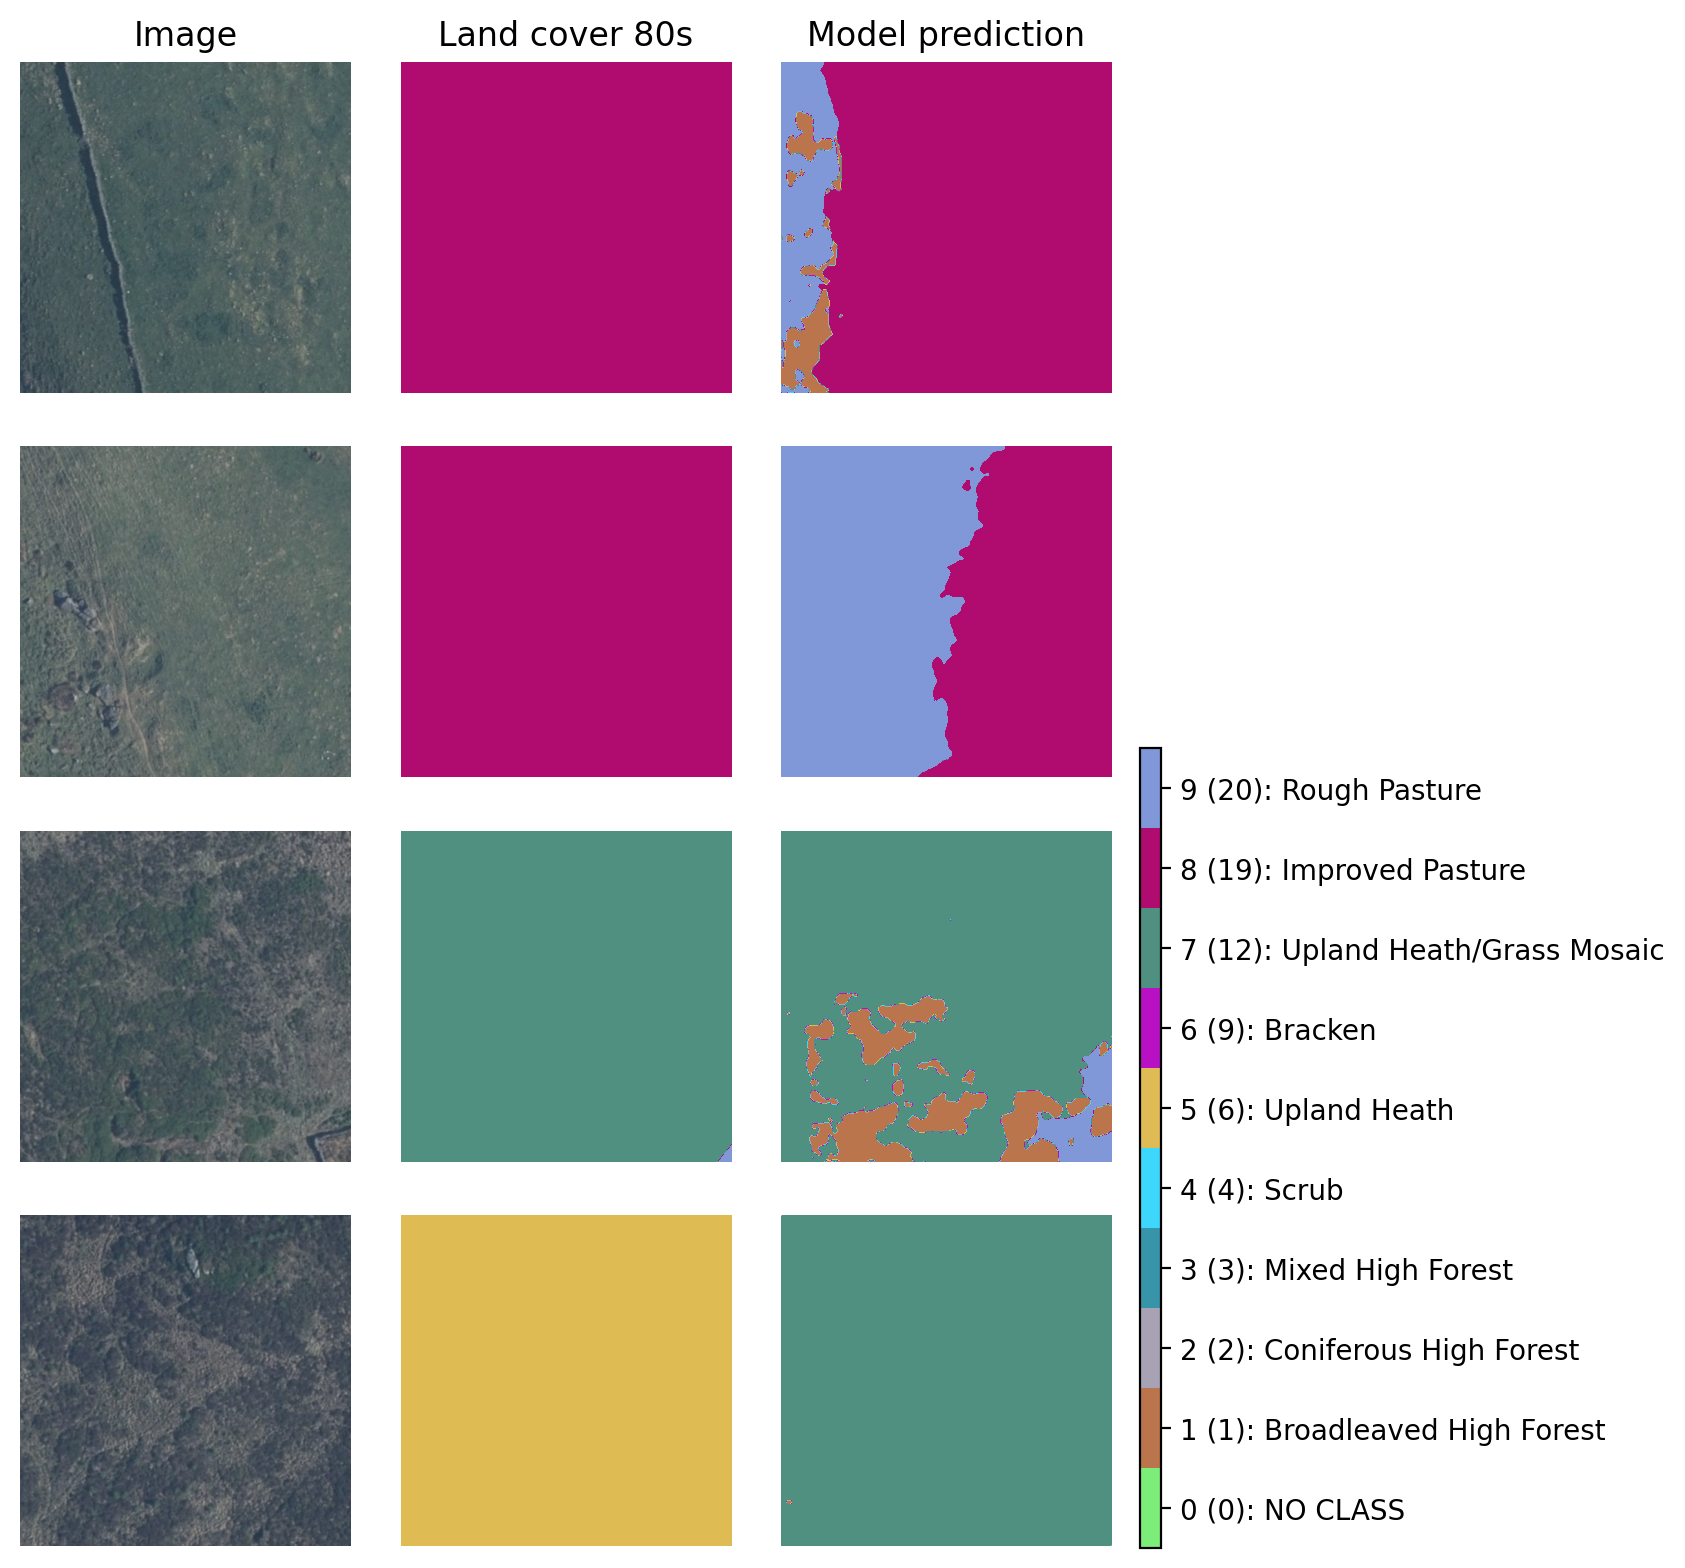 Image
Land cover 80s
Model prediction
9 (20): Rough Pasture
8 (19): Improved Pasture
7 (12): Upland Heath/Grass Mosaic
6 (9): Bracken
5 (6): Upland Heath
4 (4): Scrub
3 (3): Mixed High Forest
2 (2): Coniferous High Forest
1 (1): Broadleaved High Forest
0 (0): NO CLASS